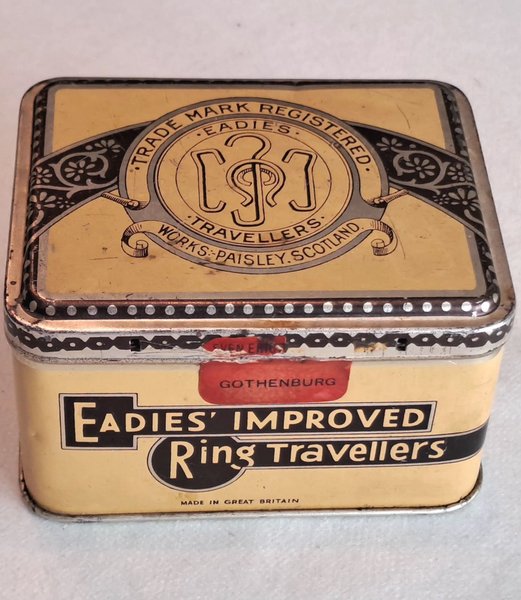 TRADE MARK REGISTERED.
·EADIES·
·TRAVELLERS·
WORKS:-PAISLEY. SCOTLAND.
GOTHENBURG
EADIES' IMPROVED
Ring Travellers
MADE IN GREAT BRITAIN